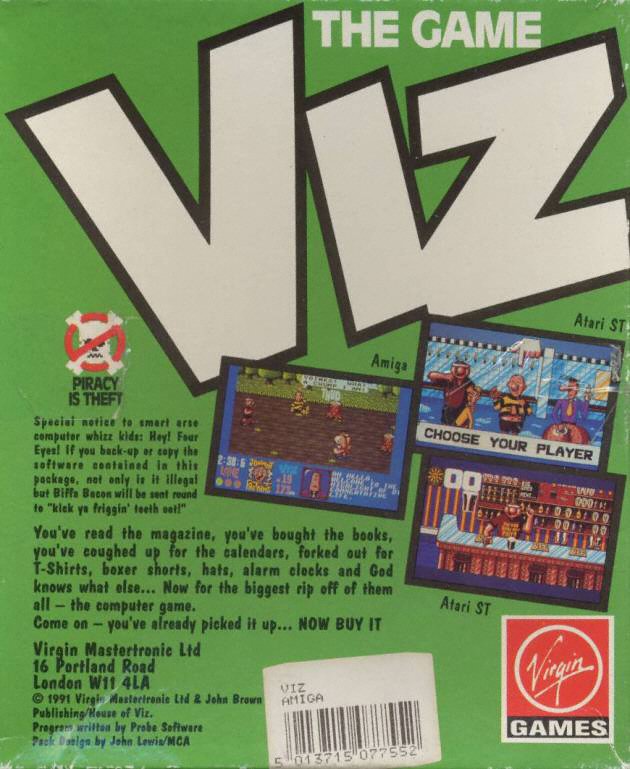 THE GAME
VIZ
Atari ST
Amiga
CHOOSE YOUR PLAYER
PIRACY
IS THEFT
Special notice to smart arse
computer whizz kids: Hey! Four
Eyes! If you back-up or copy the
software contained in this
package, not only is it illegal
but Biffa Bacon will be sent round
to "kick ya friggin' teeth oot!"
2:30:6
00
Atari ST
You've read the magazine, you've bought the books,
you've coughed up for the calendars, forked out for
T-Shirts, boxer shorts, hats, alarm clocks and God
knows what else... Now for the biggest rip off of them
all – the computer game.
Come on – you've already picked it up... NOW BUY IT
Virgin Mastertronic Ltd
16 Portland Road
London W11 4LA
© 1991 Virgin Mastertronic Ltd & John Brown
Publishing/House of Viz.
Program written by Probe Software
Pack Design by John Lewis/MCA
VIZ
AMIGA
5 013715 077552
Virgin
GAMES